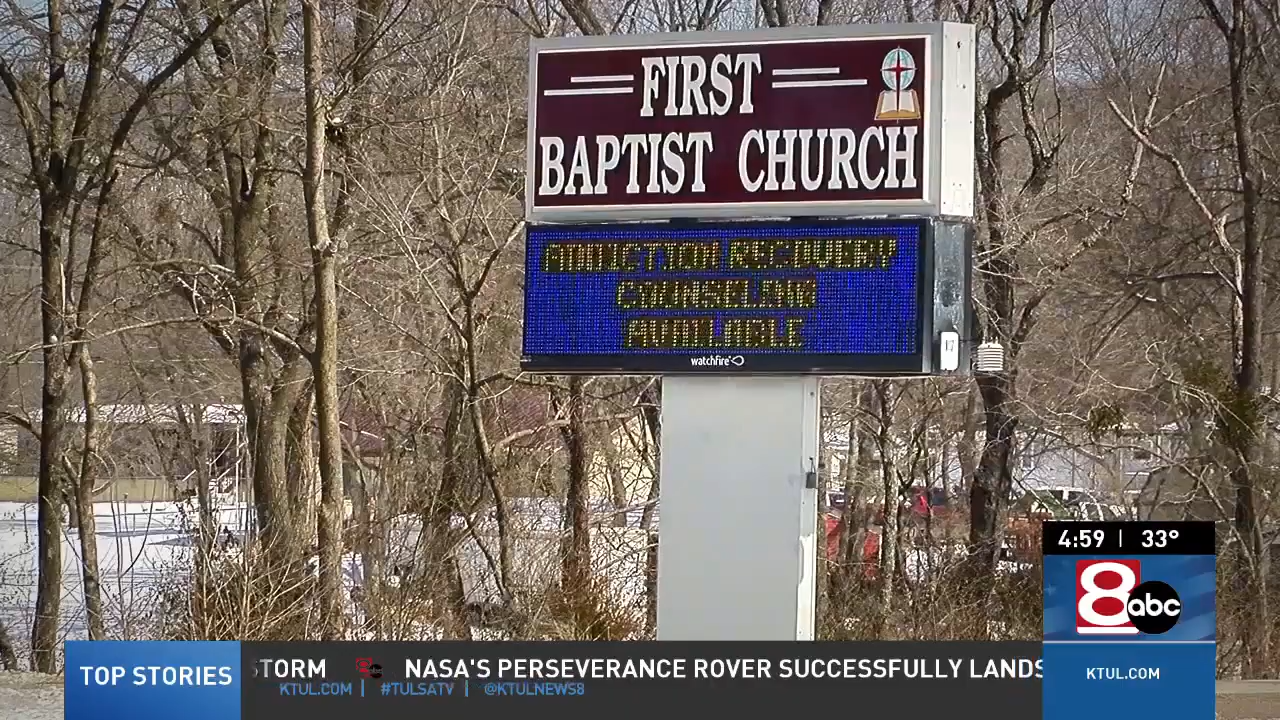 FIRST
BAPTIST CHURCH
ADDICTION RECOVERY
COUNSELING
AVAILABLE
watchfire
4:59 | 33°
8 abc
KTUL.COM
TOP STORIES
TORM NASA'S PERSEVERANCE ROVER SUCCESSFULLY LANDS
KTUL.COM | #TULSATV | @KTULNEWS8